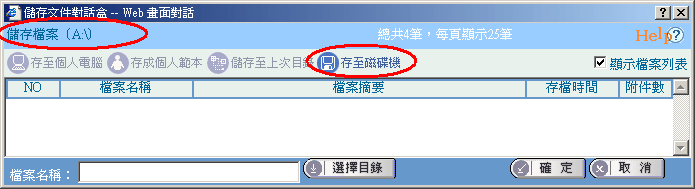 儲存文件對話盒 -- Web 畫面對話
儲存檔案〔A:\〕 總共4筆，每頁顯示25筆 Help ?
存至個人電腦 存成個人範本 儲存至上次目錄 存至磁碟機 顯示檔案列表
NO 檔案名稱 檔案摘要 存檔時間 附件數
檔案名稱： 選擇目錄 確 定 取 消